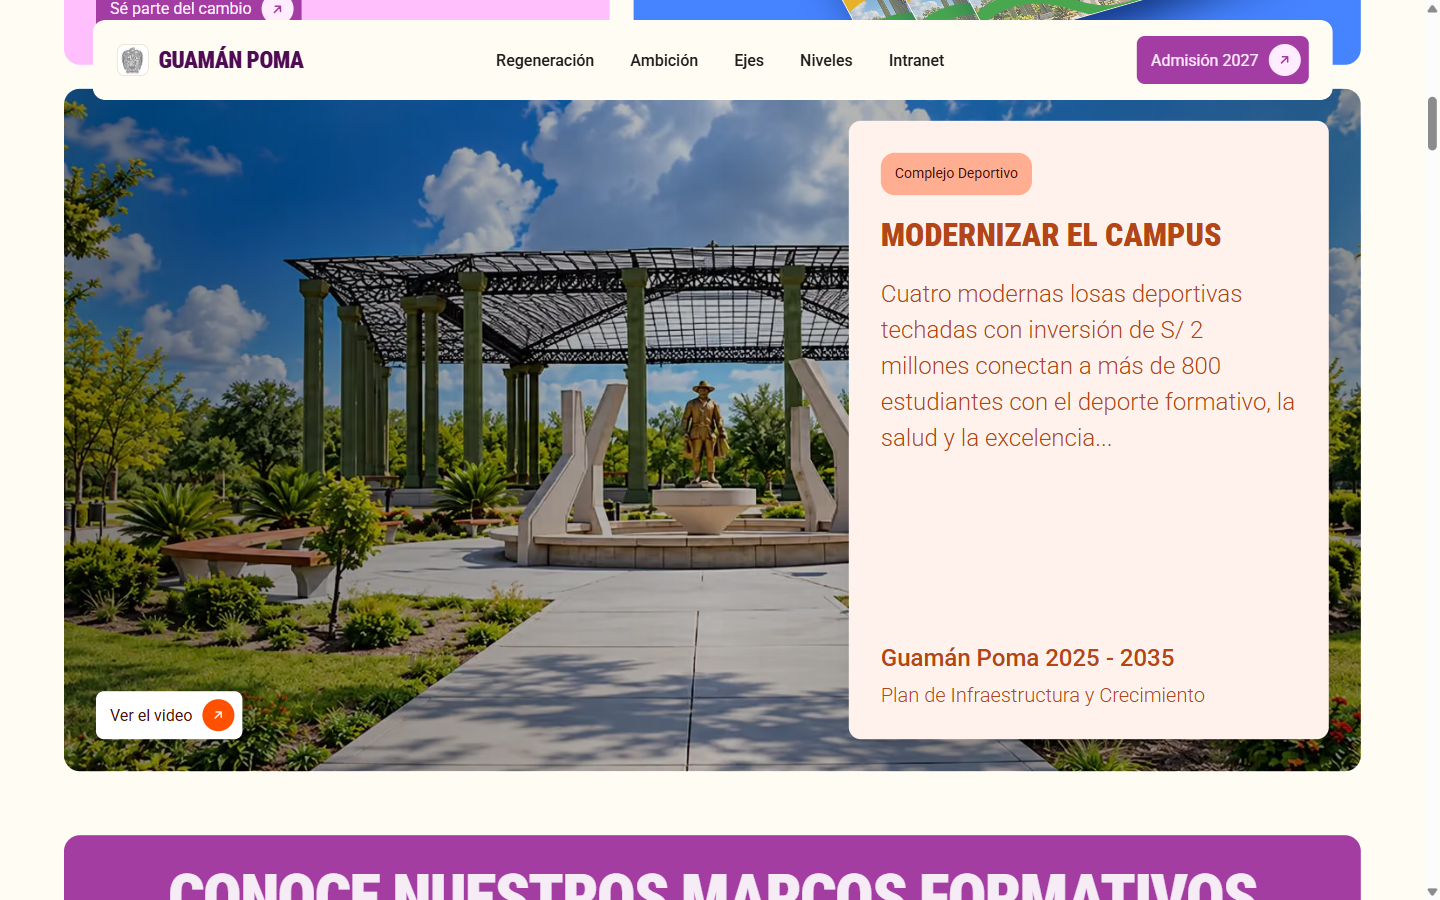 Sé parte del cambio
GUAMÁN POMA
Regeneración
Ambición
Ejes
Niveles
Intranet
Admisión 2027
Complejo Deportivo
MODERNIZAR EL CAMPUS
Cuatro modernas losas deportivas
techadas con inversión de S/ 2
millones conectan a más de 800
estudiantes con el deporte formativo, la
salud y la excelencia...
Guamán Poma 2025 - 2035
Plan de Infraestructura y Crecimiento
Ver el video
CONOCE NUESTROS MARCOS FORMATIVOS